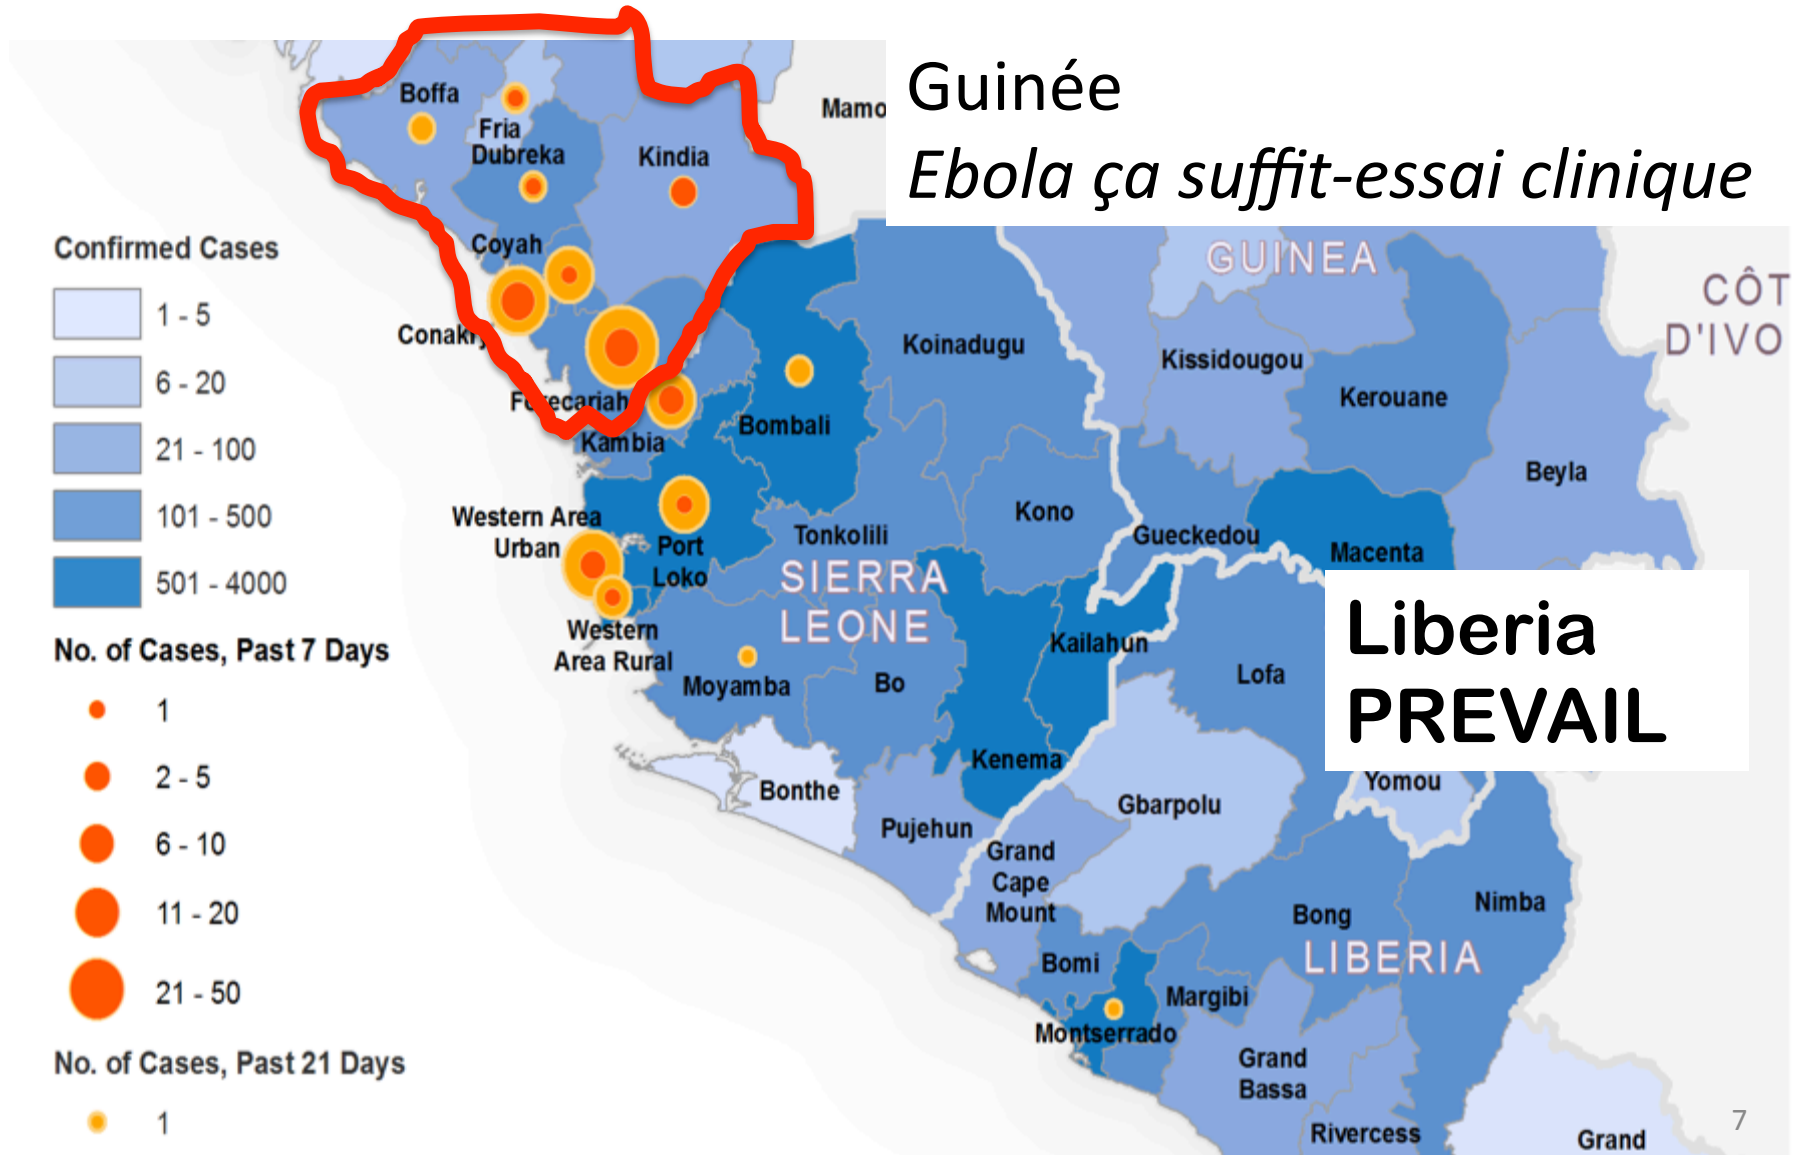 Guinée
Ebola ça suffit-essai clinique
Boffa
Fria
Dubreka
Kindia
Mamo
Coyah
Conakry
Forecariah
Kambia
Confirmed Cases
1 - 5
6 - 20
21 - 100
101 - 500
501 - 4000
No. of Cases, Past 7 Days
1
2 - 5
6 - 10
11 - 20
21 - 50
No. of Cases, Past 21 Days
1
GUINEA
CÔT
D'IVO
Koinadugu
Kissidougou
Kerouane
Bombali
Beyla
Kono
Western Area
Urban
Port
Loko
Tonkolili
Gueckedou
Macenta
SIERRA
LEONE
Western
Area Rural
Moyamba
Bo
Kailahun
Lofa
Liberia
PREVAIL
Kenema
Bonthe
Pujehun
Gbarpolu
Yomou
Grand
Cape
Mount
Bong
Nimba
LIBERIA
Bomi
Margibi
Montserrado
Grand
Bassa
Rivercess
Grand
7